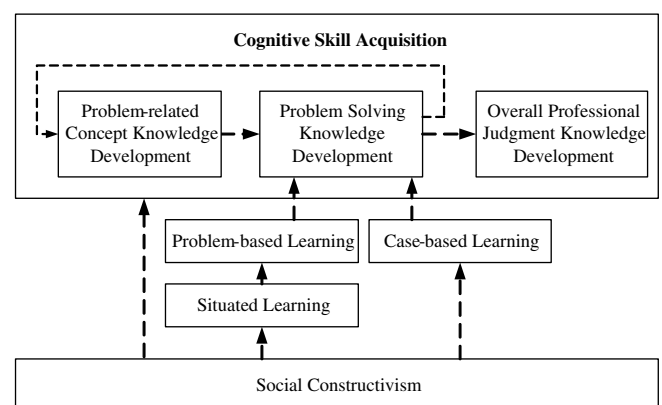 Cognitive Skill Acquisition
Problem-related
Concept Knowledge
Development
Problem Solving
Knowledge
Development
Overall Professional
Judgment Knowledge
Development
Problem-based Learning
Case-based Learning
Situated Learning
Social Constructivism